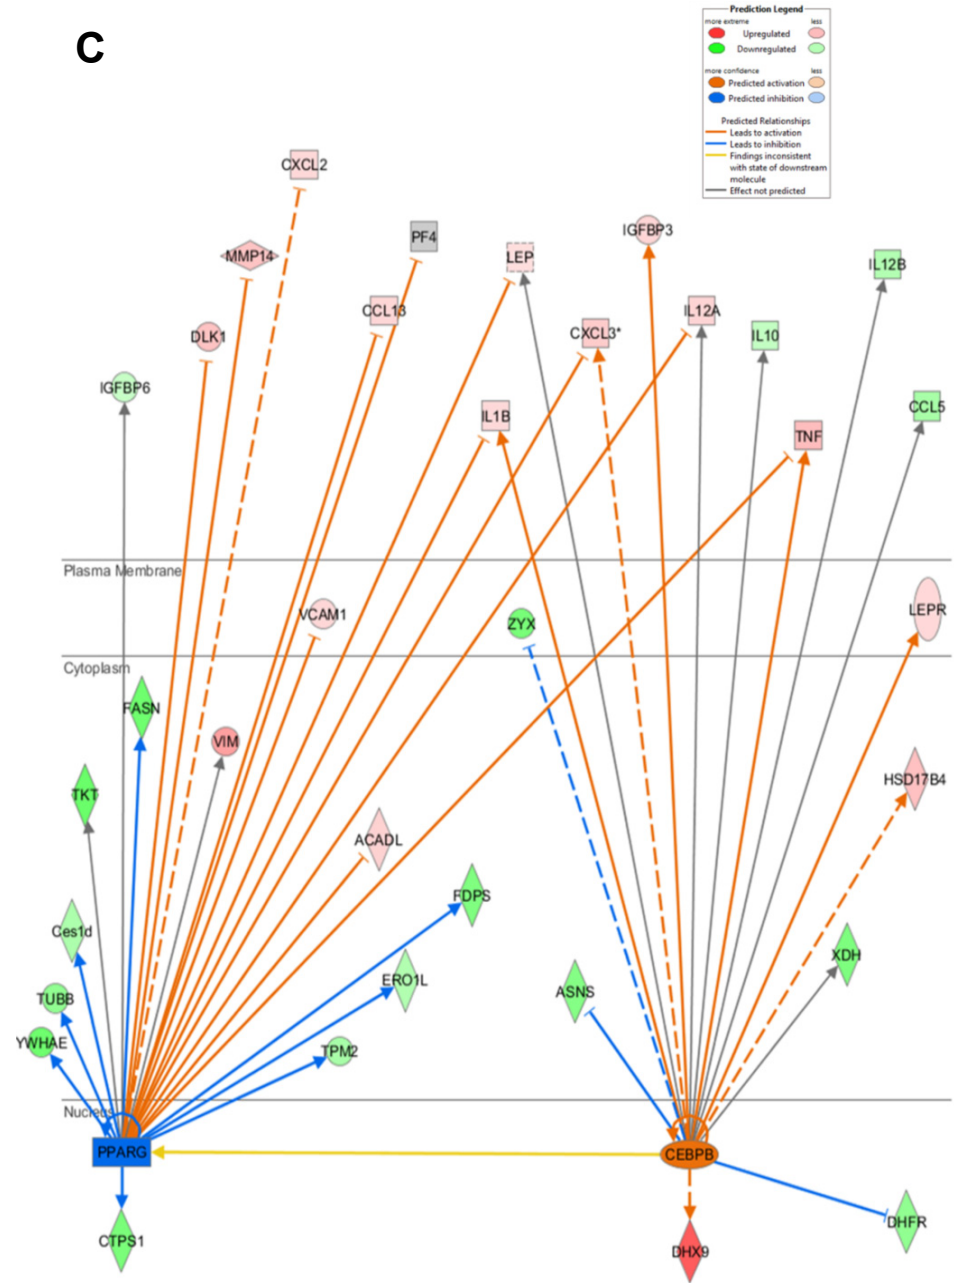 C
Prediction Legend
more extreme less
Upregulated
Downregulated
more confidence less
Predicted activation
Predicted inhibition
Predicted Relationships
Leads to activation
Leads to inhibition
Findings inconsistent
with state of downstream
molecule
Effect not predicted
CXCL2
IGFBP3
PF4
MMP14
LEP
IL12B
CCL13
IL12A
CXCL3*
IL10
DLK1
IGFBP6
CCL5
IL1B
TNF
Plasma Membrane
LEPR
VCAM1
ZYX
Cytoplasm
FASN
VIM
HSD17B4
TKT
ACADL
FDPS
Ces1d
XDH
ERO1L
ASNS
TUBB
YWHAE
TPM2
Nucleus
PPARG
CEBPB
DHFR
CTPS1
DHX9